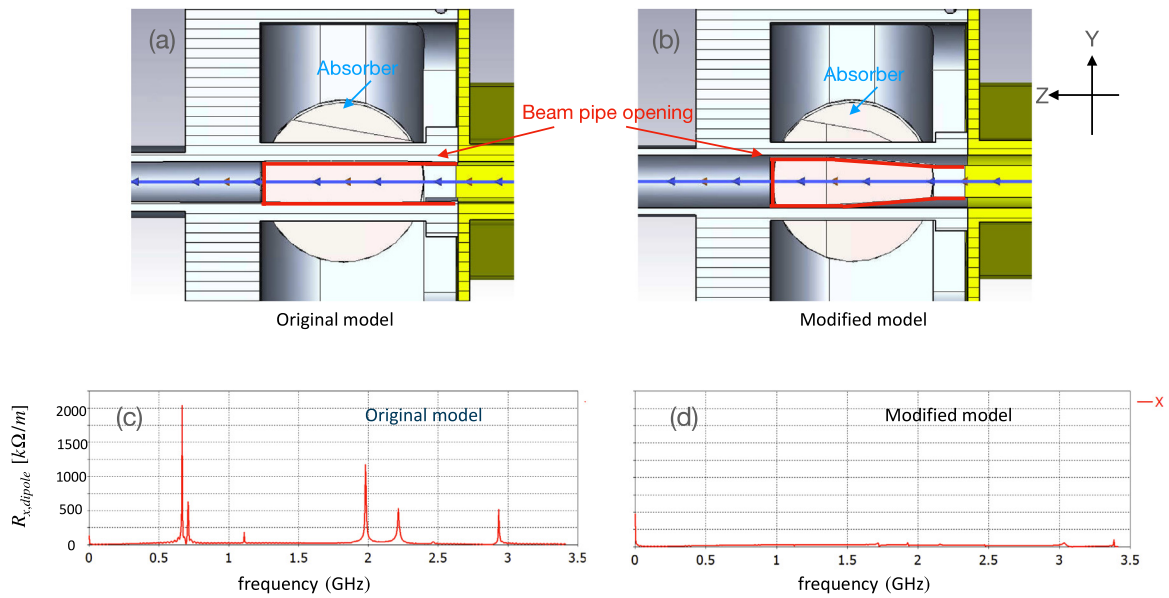 (a)
Absorber
(b)
Absorber
Beam pipe opening
Y
Z
Original model
Modified model
R_{x,dipole} [kΩ/m]
2000
1500
1000
500
0
(c)
Original model
0 0.5 1 1.5 2 2.5 3 3.5
frequency (GHz)
(d)
Modified model
X
0 0.5 1 1.5 2 2.5 3 3.5
frequency (GHz)